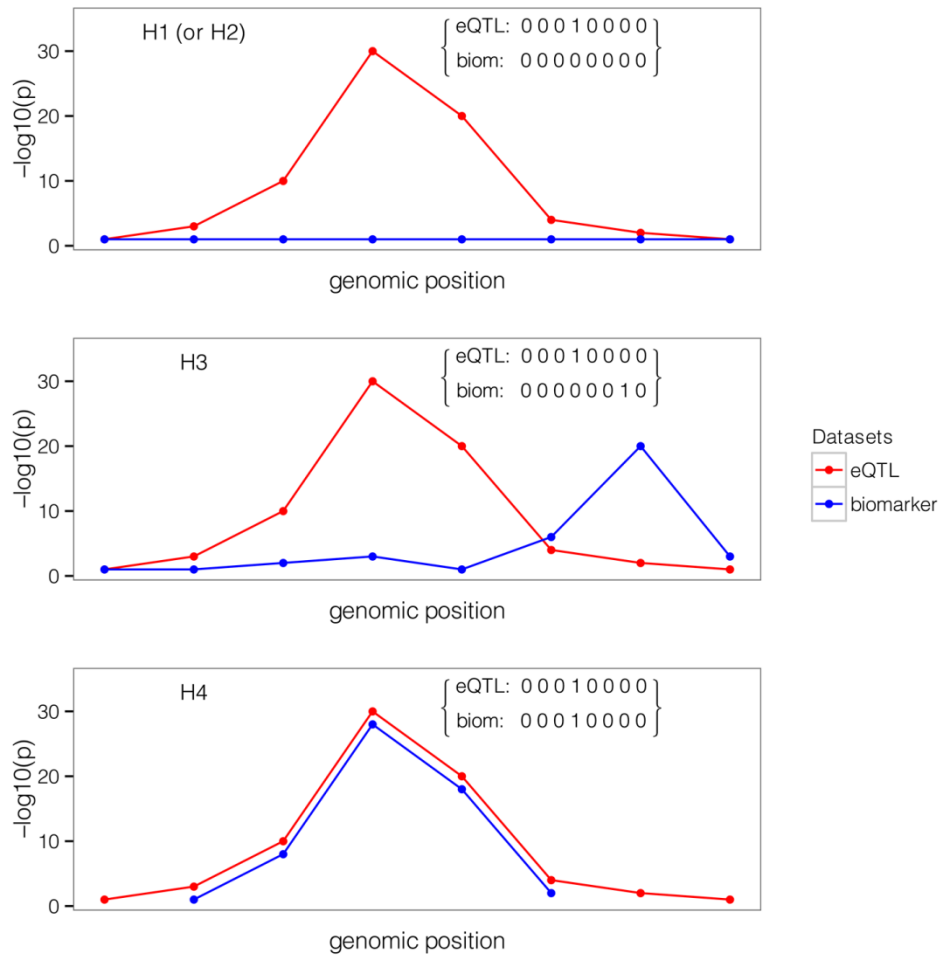 H1 (or H2)
eQTL: 0 0 0 1 0 0 0 0
biom: 0 0 0 0 0 0 0 0
30
20
10
0
−log10(p)
genomic position
H3
eQTL: 0 0 0 1 0 0 0 0
biom: 0 0 0 0 0 0 1 0
30
20
10
0
−log10(p)
genomic position
Datasets
eQTL
biomarker
H4
eQTL: 0 0 0 1 0 0 0 0
biom: 0 0 0 1 0 0 0 0
30
20
10
0
−log10(p)
genomic position